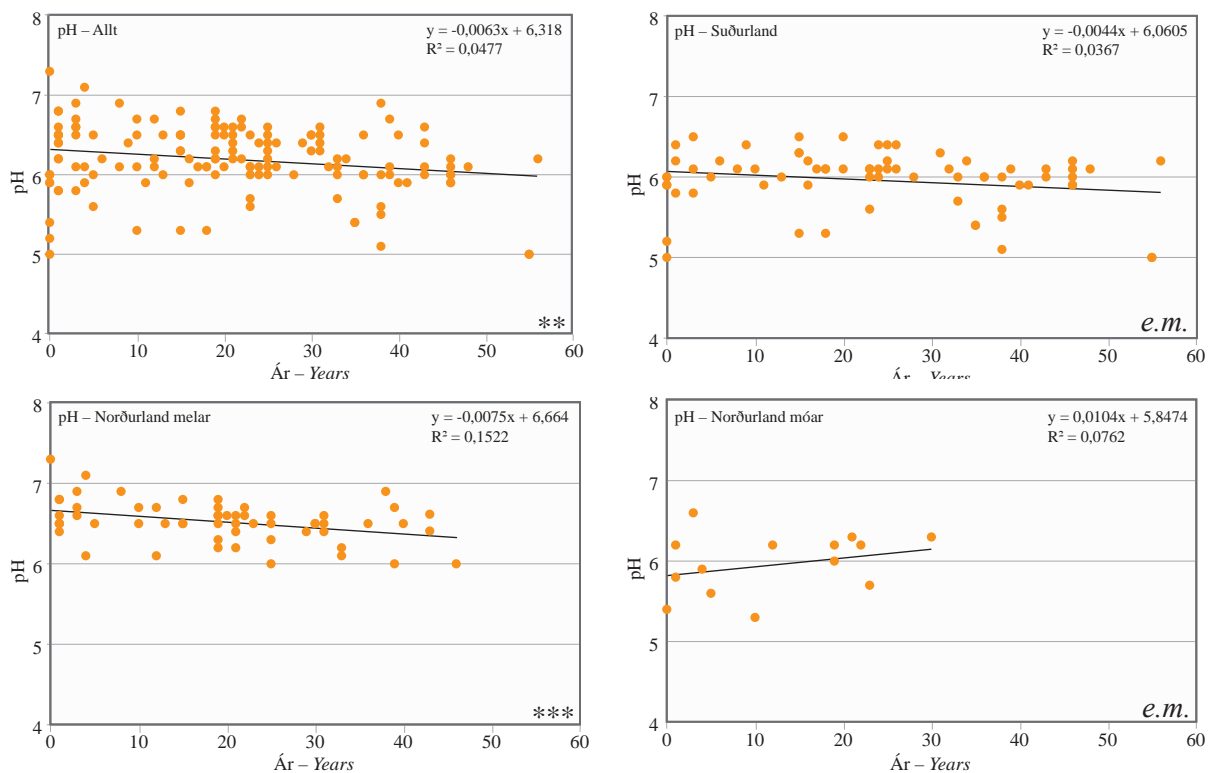 pH – Allt
y = -0,0063x + 6,318
R² = 0,0477
8
7
6
5
4
pH
**
0 10 20 30 40 50 60
Ár – Years
pH – Suðurland
y = -0,0044x + 6,0605
R² = 0,0367
8
7
6
5
4
pH
e.m.
0 10 20 30 40 50 60
Ár – Years
pH – Norðurland melar
y = -0,0075x + 6,664
R² = 0,1522
8
7
6
5
4
pH
***
0 10 20 30 40 50 60
Ár – Years
pH – Norðurland móar
y = 0,0104x + 5,8474
R² = 0,0762
8
7
6
5
4
pH
e.m.
0 10 20 30 40 50 60
Ár – Years